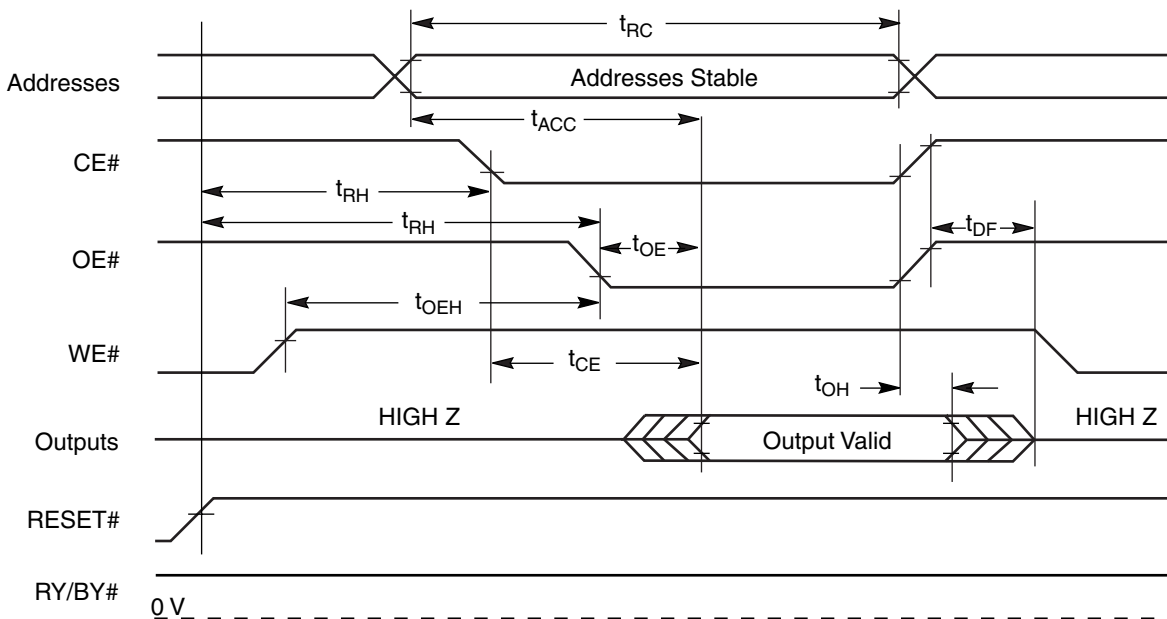 tRC
Addresses
Addresses Stable
tACC
CE#
tRH
tRH
tDF
OE#
tOE
tOEH
WE#
tCE
tOH
HIGH Z
HIGH Z
Outputs
Output Valid
RESET#
RY/BY#
0 V